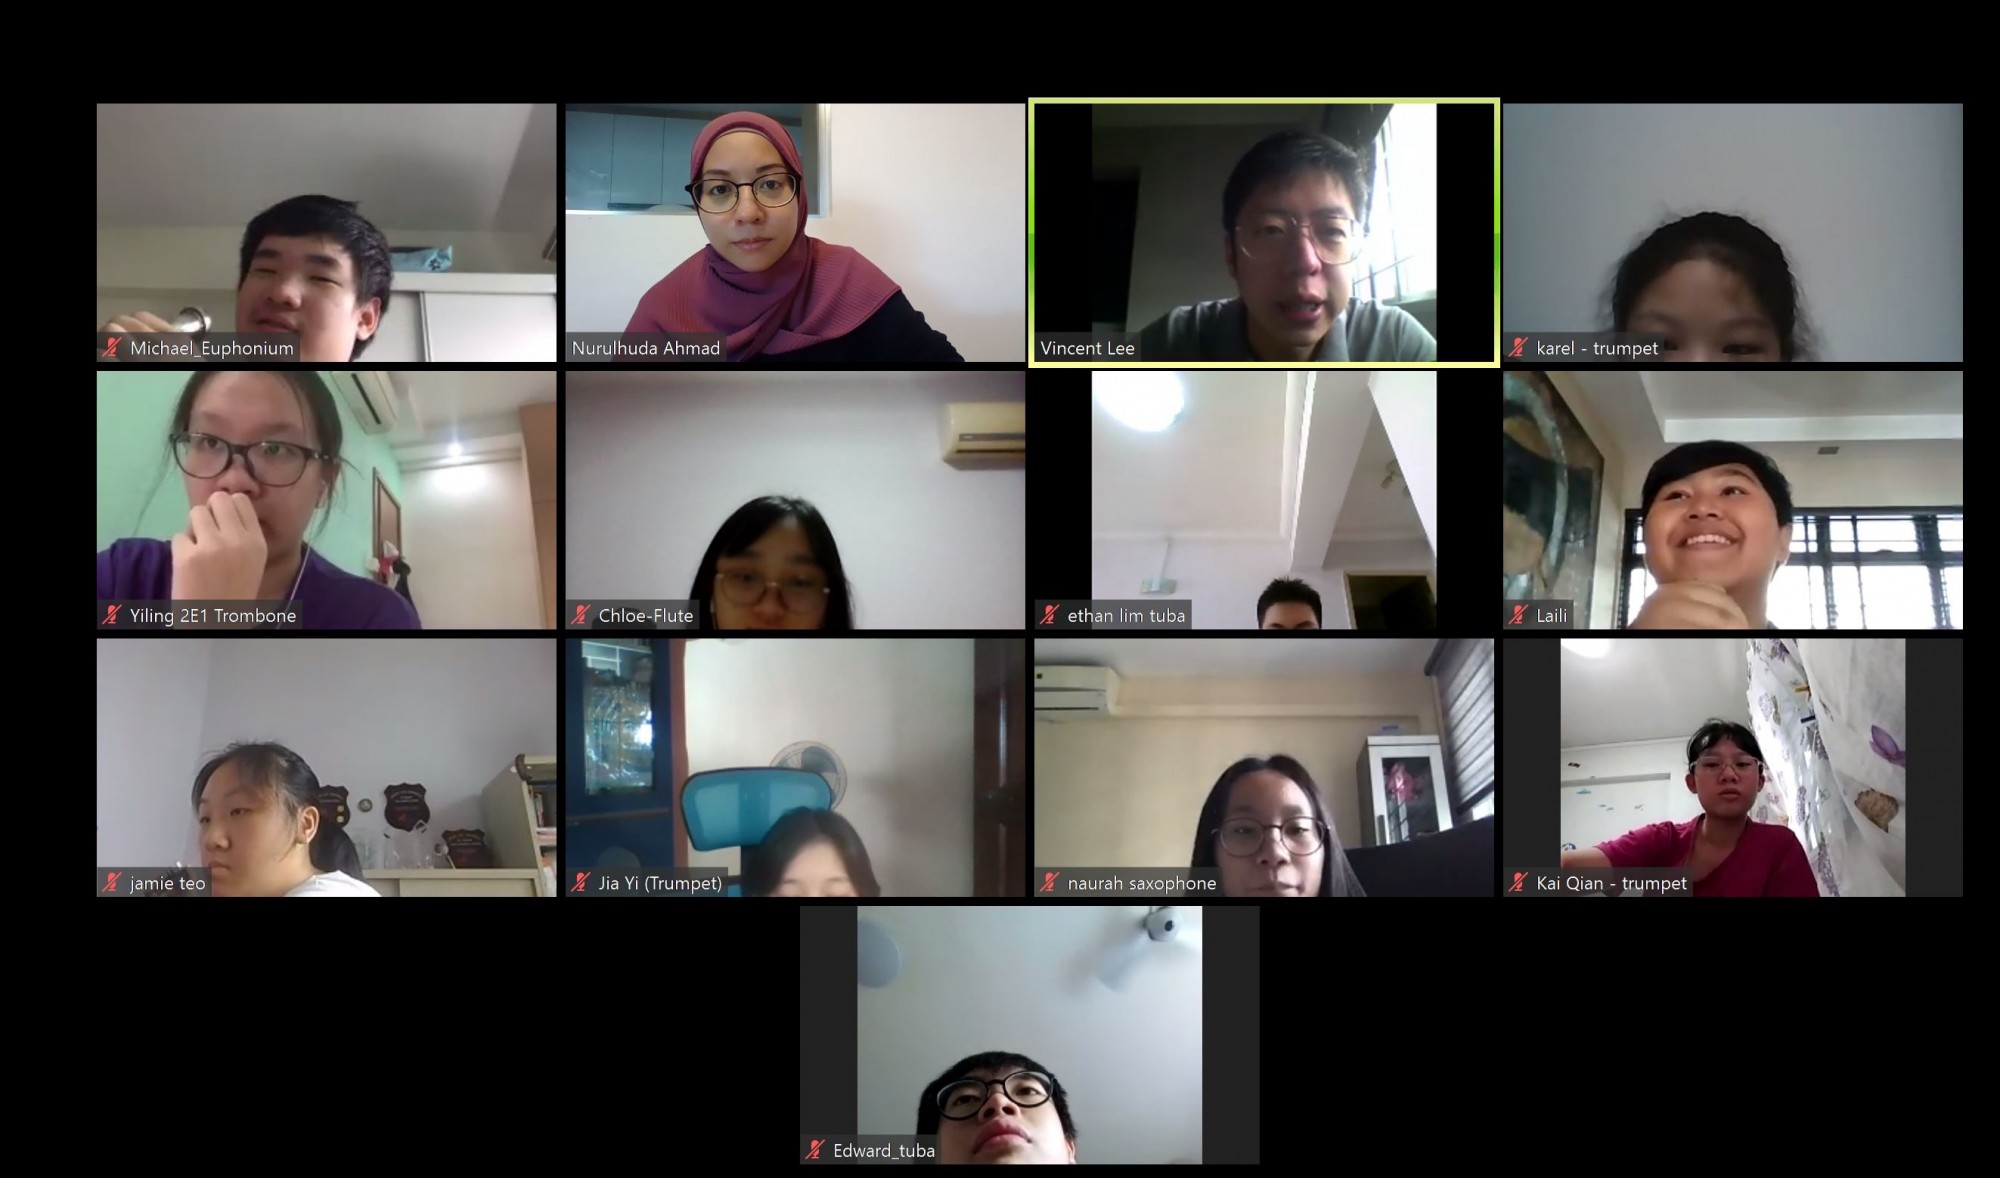 Michael_Euphonium
Nurulhuda Ahmad
Vincent Lee
karel - trumpet
Yiling 2E1 Trombone
Chloe-Flute
ethan lim tuba
Laili
jamie teo
Jia Yi (Trumpet)
naurah saxophone
Kai Qian - trumpet
Edward_tuba